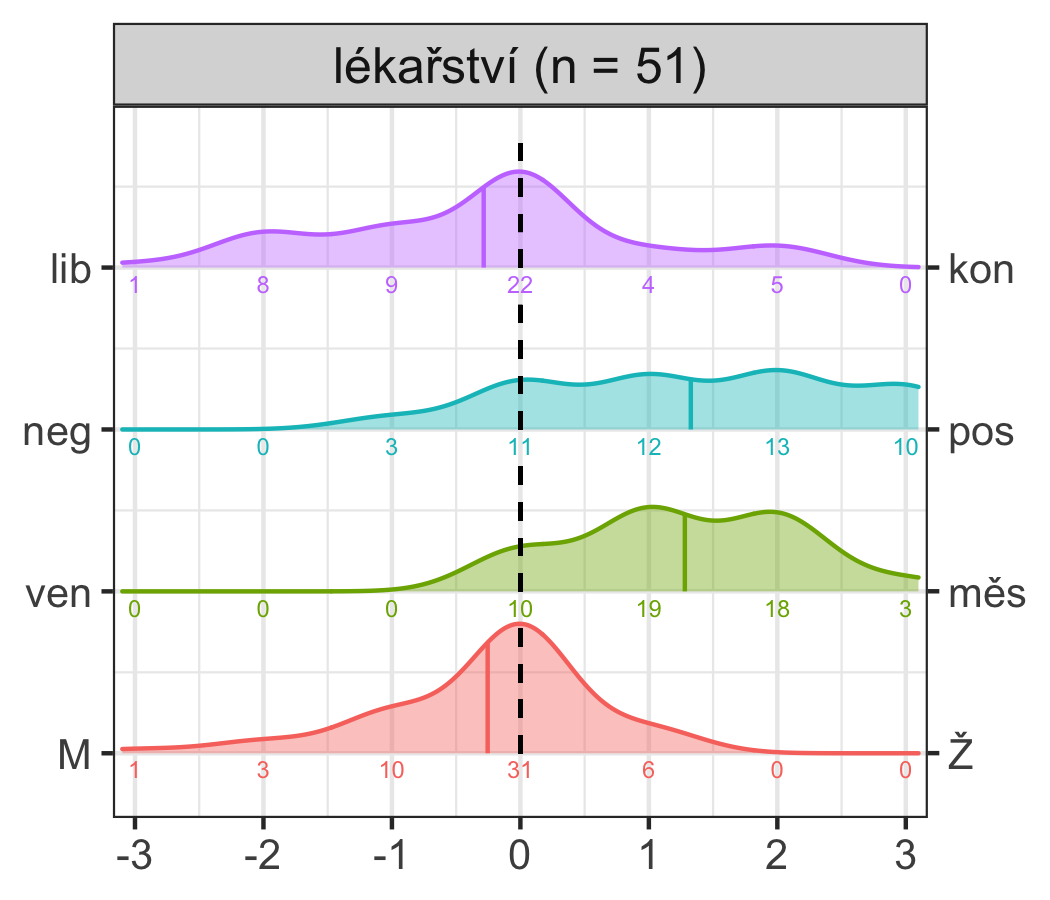 lékařství (n = 51)
lib kon
1 8 9 22 4 5 0
neg pos
0 0 3 11 12 13 10
ven měs
0 0 0 10 19 18 3
M Ž
1 3 10 31 6 0 0
-3 -2 -1 0 1 2 3